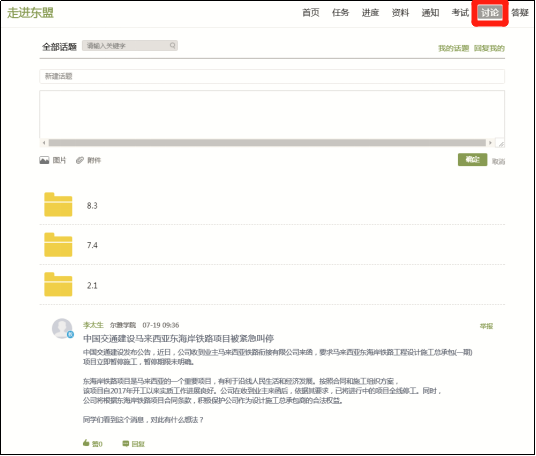 走进东盟
首页 任务 进度 资料 通知 考试 讨论 答疑
全部话题 请输入关键字 我的话题 回复我的
新建话题
图片 附件 确定 取消
8.3
7.4
2.1
李太生 尔雅学院 07-19 09:36 举报
中国交通建设马来西亚东海岸铁路项目被紧急叫停
中国交通建设发布公告，近日，公司收到业主马来西亚铁路衔接有限公司来函，要求马来西亚东海岸铁路工程设计施工总承包(一期)
项目立即暂停施工，暂停期限未明确。
东海岸铁路项目是马来西亚的一个重要项目，有利于沿线人民生活和经济发展。按照合同和施工组织方案，
该项目自2017年开工以来实施工作进展良好。公司在收到业主来函后，依据其要求，已将进行中的项目全线停工。同时，
公司将根据东海岸铁路项目合同条款，积极保护公司作为设计施工总承包商的合法权益。
同学们看到这个消息，对此有什么想法？
赞0 回复